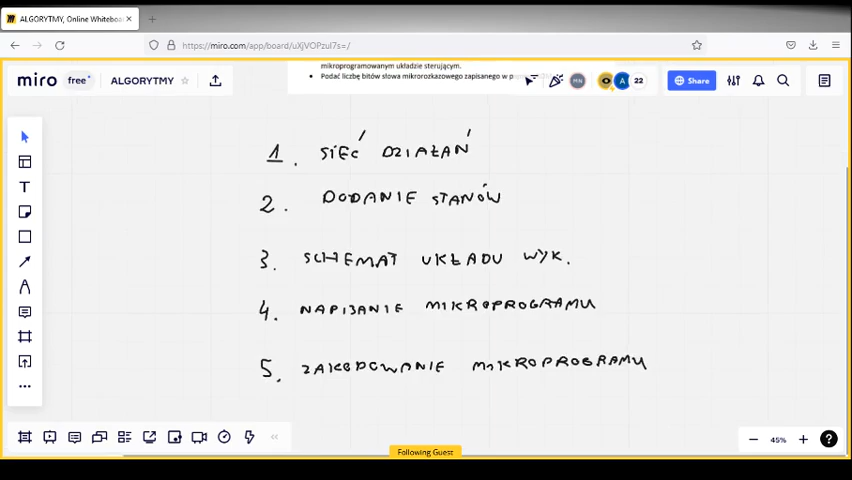 ALGORYTMY, Online Whiteboa
https://miro.com/app/board/uXjVOPzuI7s=/
mikroprogramowanym układzie sterującym.
Podać liczbę bitów słowa mikrorozkazowego zapisanego w
miro free ALGORYTMY
MN A 22 Share
1. SIEĆ DZIAŁAŃ
2. DODANIE STANÓW
3. SCHEMAT UKŁADU WYK.
4. NAPISANIE MIKROPROGRAMU
5. ZAKODOWANIE MIKROPROGRAMU
45%
Following Guest